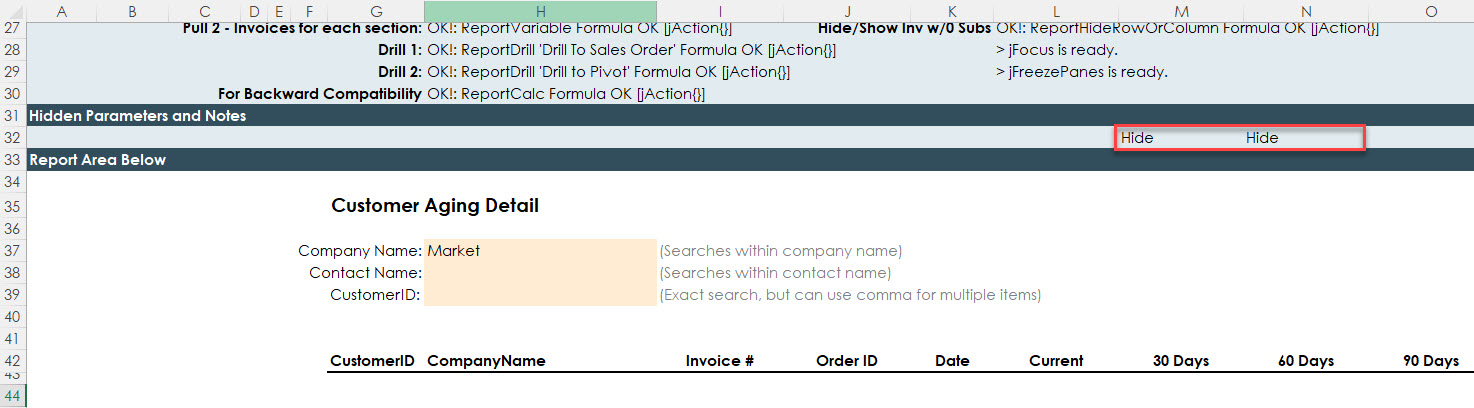 A B C D E F G H I J K L M N O
27 Pull 2 - Invoices for each section: OK!: ReportVariable Formula OK [jAction{}] Hide/Show Inv w/0 Subs OK!: ReportHideRowOrColumn Formula OK [jAction{}]
28 Drill 1: OK!: ReportDrill 'Drill To Sales Order' Formula OK [jAction{}] > jFocus is ready.
29 Drill 2: OK!: ReportDrill 'Drill to Pivot' Formula OK [jAction{}] > jFreezePanes is ready.
30 For Backward Compatibility OK!: ReportCalc Formula OK [jAction{}]
31 Hidden Parameters and Notes
32 Hide Hide
33 Report Area Below
34
35 Customer Aging Detail
36
37 Company Name: Market (Searches within company name)
38 Contact Name: (Searches within contact name)
39 CustomerID: (Exact search, but can use comma for multiple items)
40
41
42 CustomerID CompanyName Invoice # Order ID Date Current 30 Days 60 Days 90 Days
43
44